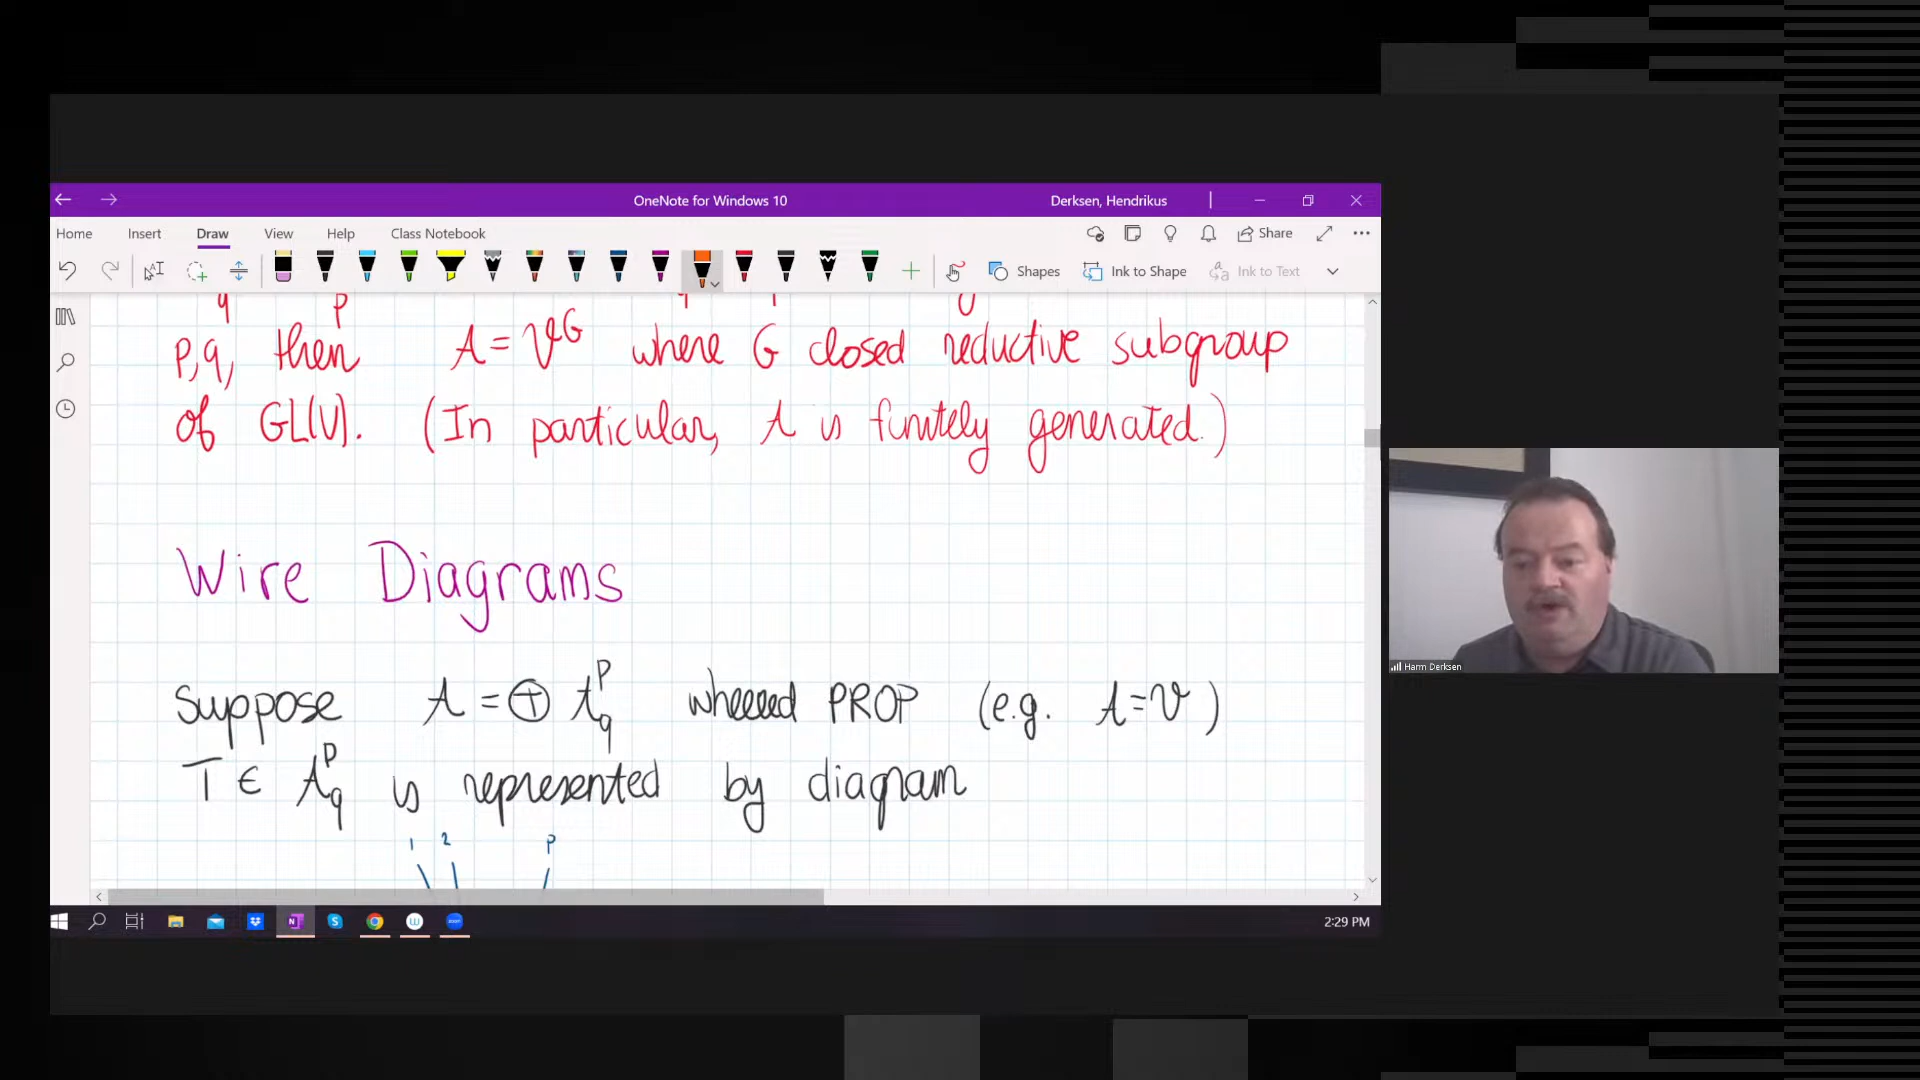 OneNote for Windows 10
Derksen, Hendrikus
Home Insert Draw View Help Class Notebook
Share
Shapes Ink to Shape Ink to Text
p,q, then A = 𝒱^G where G closed reductive subgroup
of GL(V). (In particular, A is finitely generated.)
Wire Diagrams
Suppose A = ⊕ A^p_q wheeled PROP (e.g. A = 𝒱)
T ∈ A^p_q is represented by diagram
1 2 p
Harm Derksen
2:29 PM